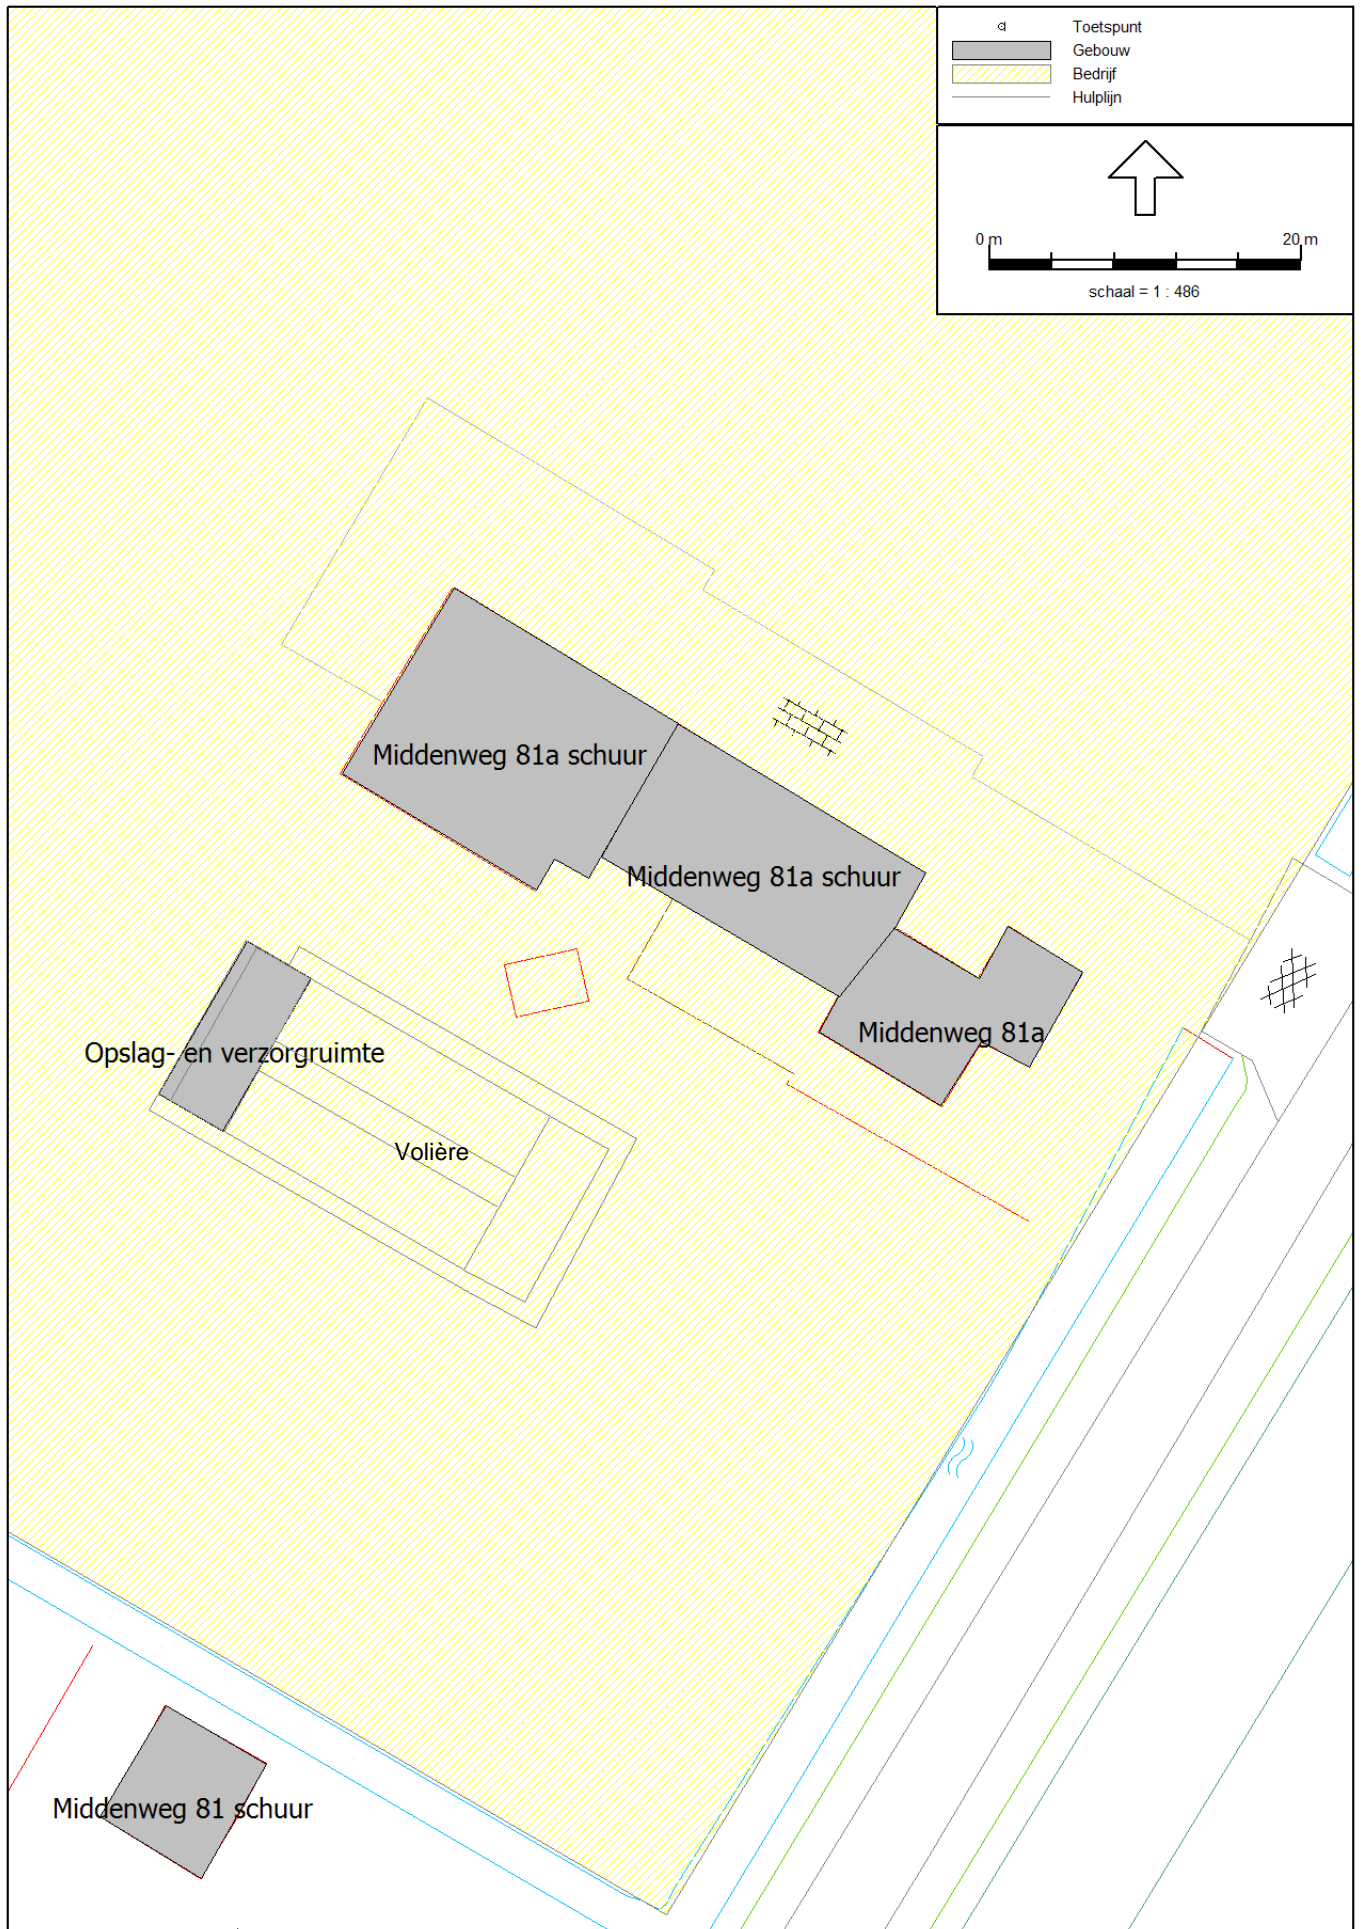 Toetspunt
Gebouw
Bedrijf
Hulplijn
0 m 20 m
schaal = 1 : 486
Middenweg 81a schuur
Middenweg 81a schuur
Middenweg 81a
Opslag- en verzorgruimte
Volière
Middenweg 81 schuur